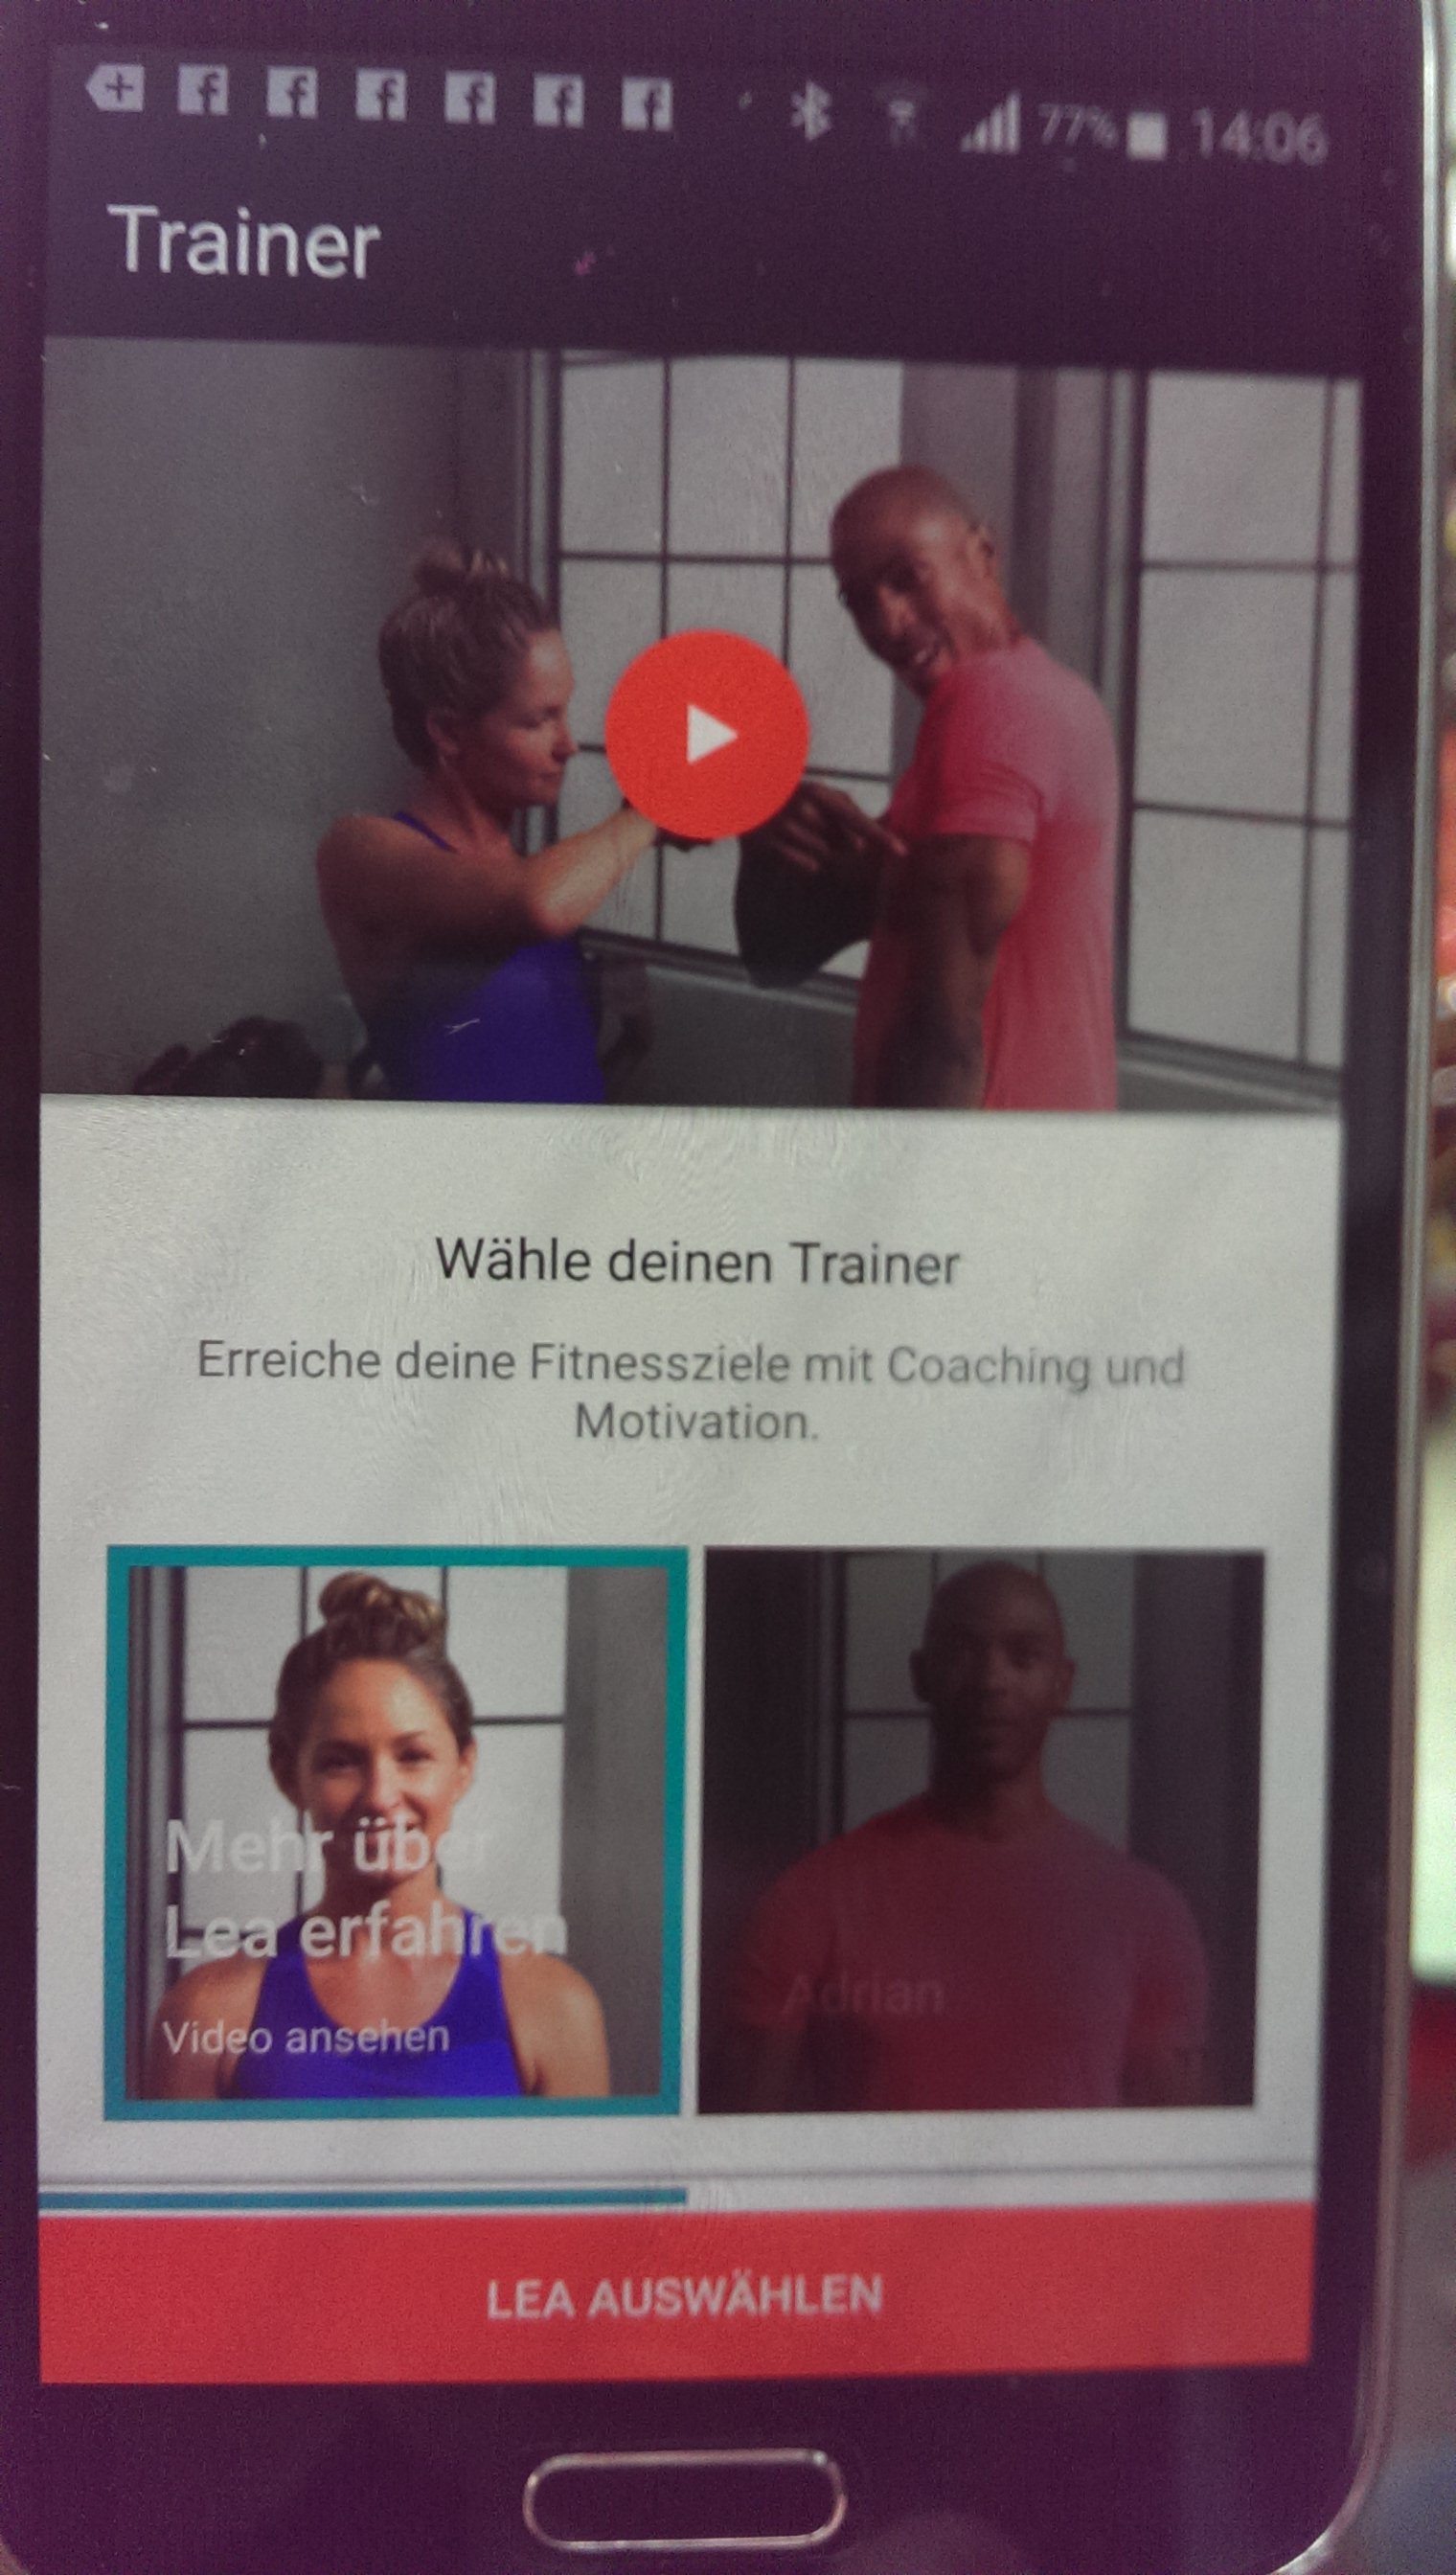 77% 14:06
Trainer
Wähle deinen Trainer
Erreiche deine Fitnessziele mit Coaching und
Motivation.
Mehr über
Lea erfahren
Video ansehen
Adrian
LEA AUSWÄHLEN